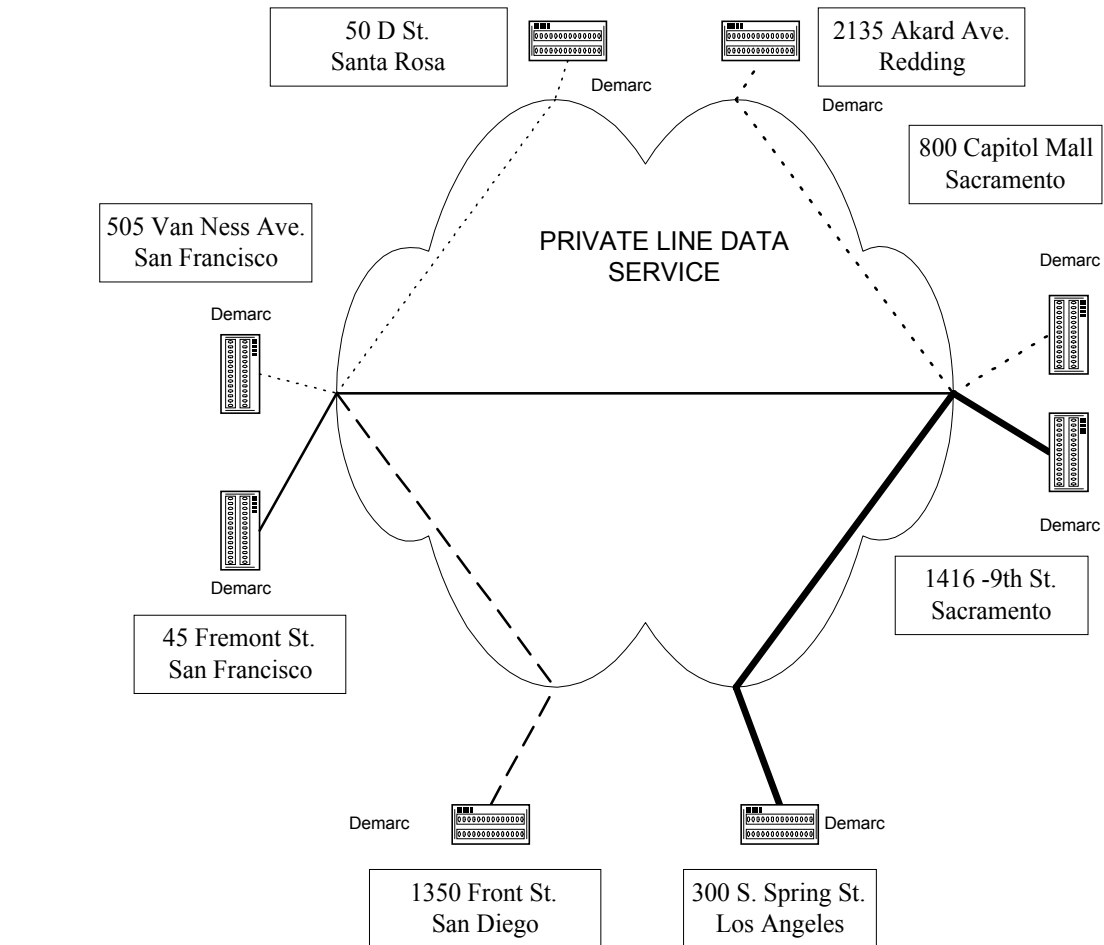 50 D St.
Santa Rosa
2135 Akard Ave.
Redding
Demarc
Demarc
800 Capitol Mall
Sacramento
505 Van Ness Ave.
San Francisco
PRIVATE LINE DATA
SERVICE
Demarc
Demarc
Demarc
Demarc
1416 -9th St.
Sacramento
45 Fremont St.
San Francisco
Demarc
Demarc
1350 Front St.
San Diego
300 S. Spring St.
Los Angeles